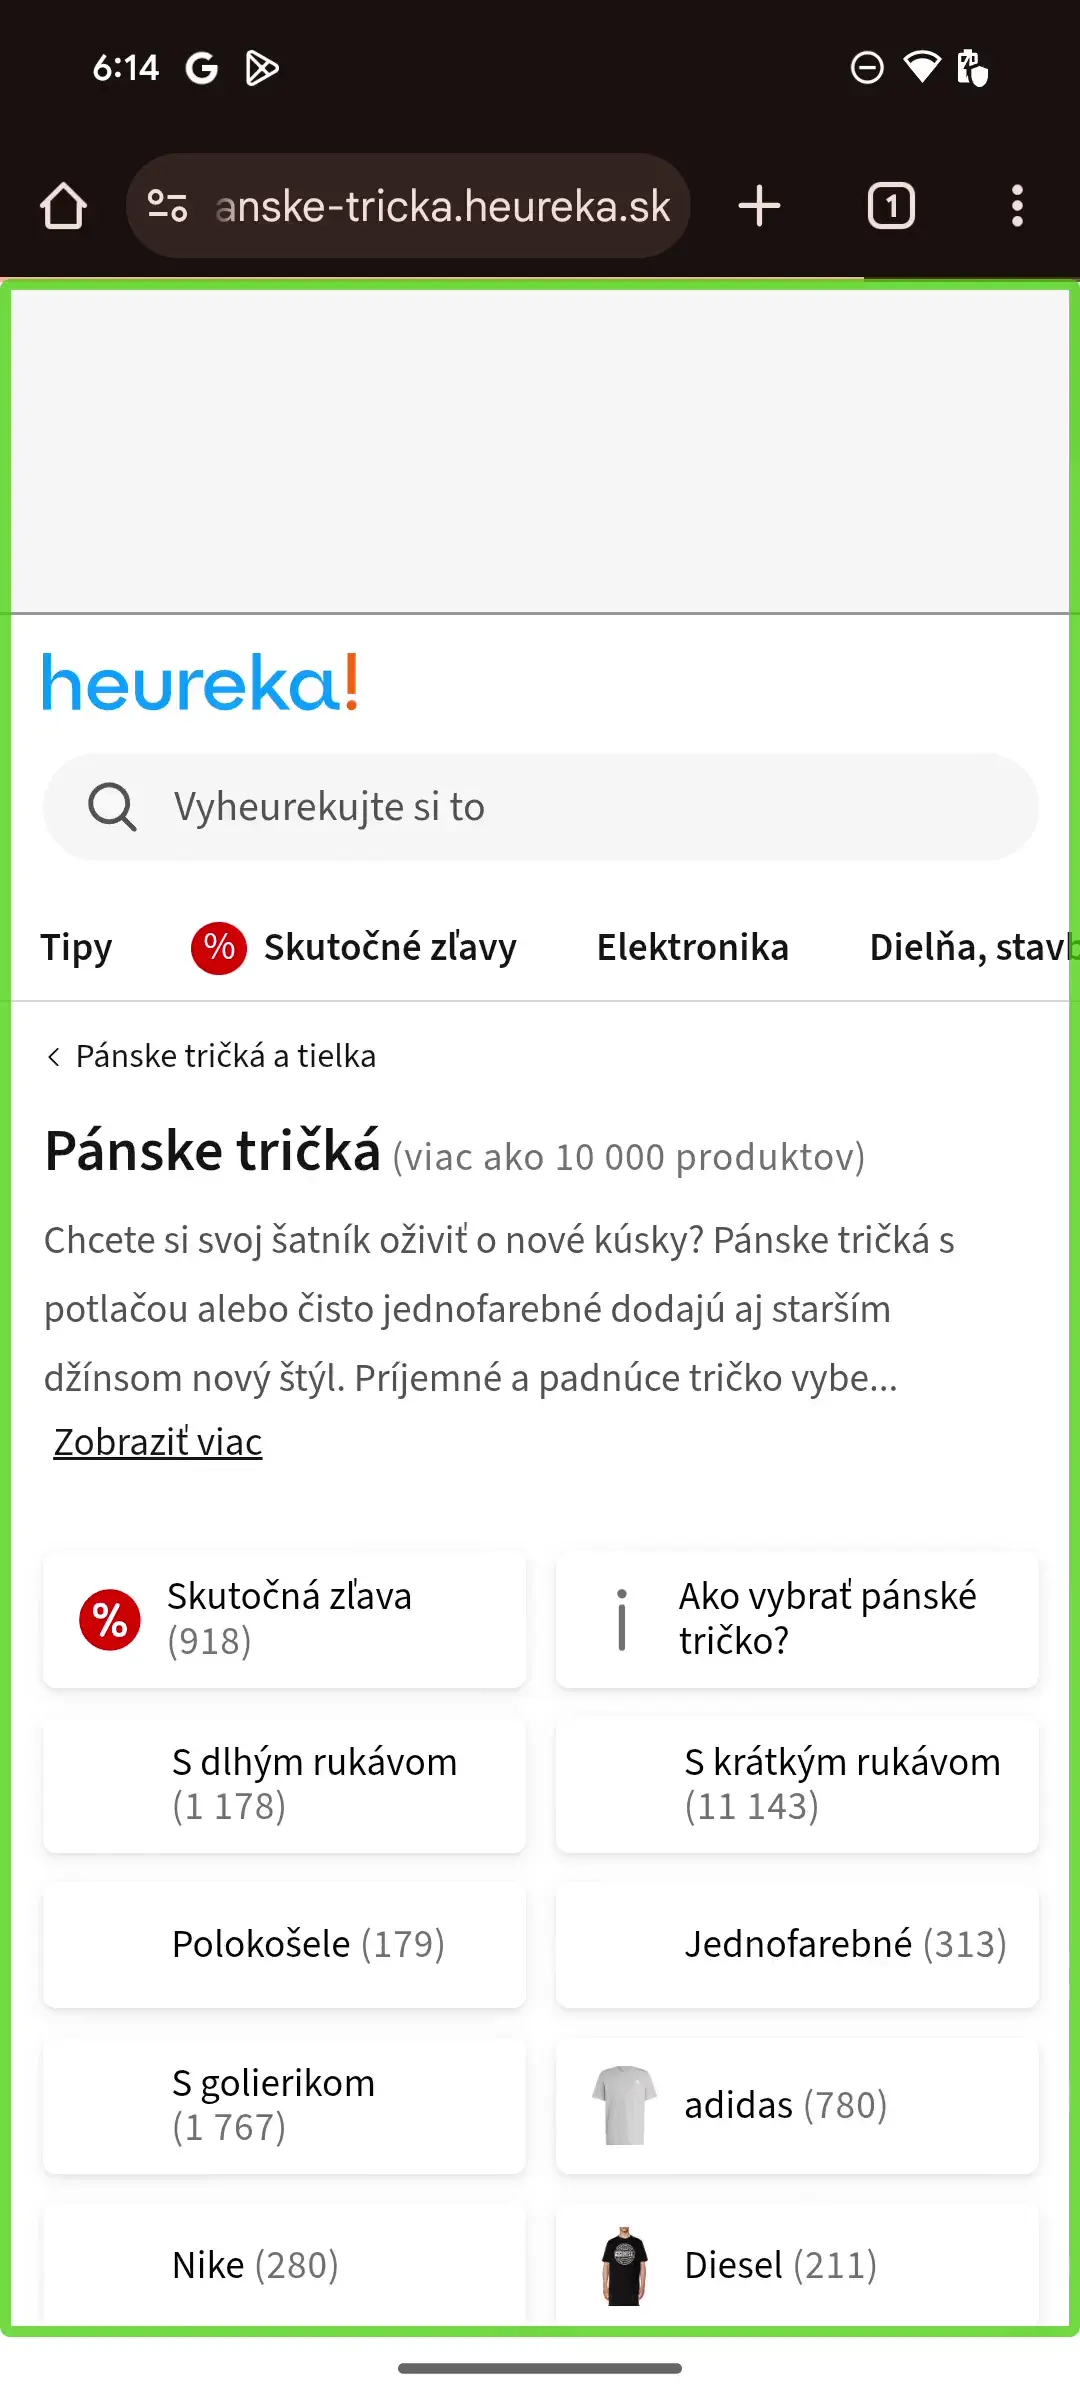 6:14
anske-tricka.heureka.sk
1
heureka!
Vyheurekujte si to
Tipy
% Skutočné zľavy
Elektronika
Dielňa, stavb
Pánske tričká a tielka
Pánske tričká (viac ako 10 000 produktov)
Chcete si svoj šatník oživiť o nové kúsky? Pánske tričká s
potlačou alebo čisto jednofarebné dodajú aj starším
džínsom nový štýl. Príjemné a padnúce tričko vybe...
Zobraziť viac
% Skutočná zľava
(918)
Ako vybrať pánské
tričko?
S dlhým rukávom
(1 178)
S krátkým rukávom
(11 143)
Polokošele (179)
Jednofarebné (313)
S golierikom
(1 767)
adidas (780)
Nike (280)
Diesel (211)